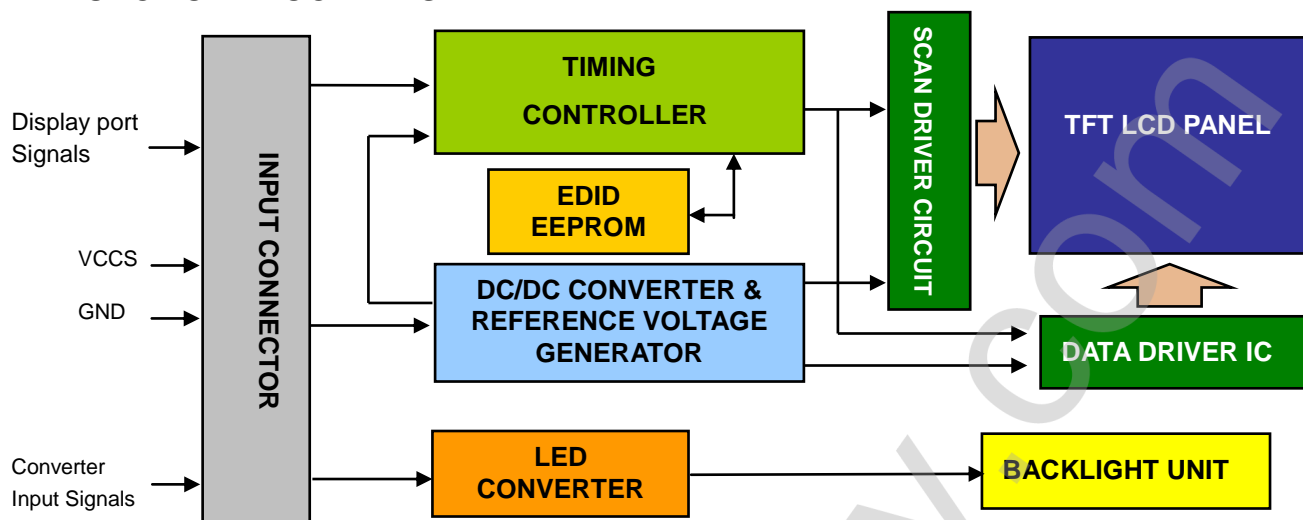 TIMING
CONTROLLER
SCAN DRIVER CIRCUIT
TFT LCD PANEL
Display port
Signals
INPUT CONNECTOR
EDID
EEPROM
VCCS
GND
DC/DC CONVERTER &
REFERENCE VOLTAGE
GENERATOR
DATA DRIVER IC
Converter
Input Signals
LED
CONVERTER
BACKLIGHT UNIT